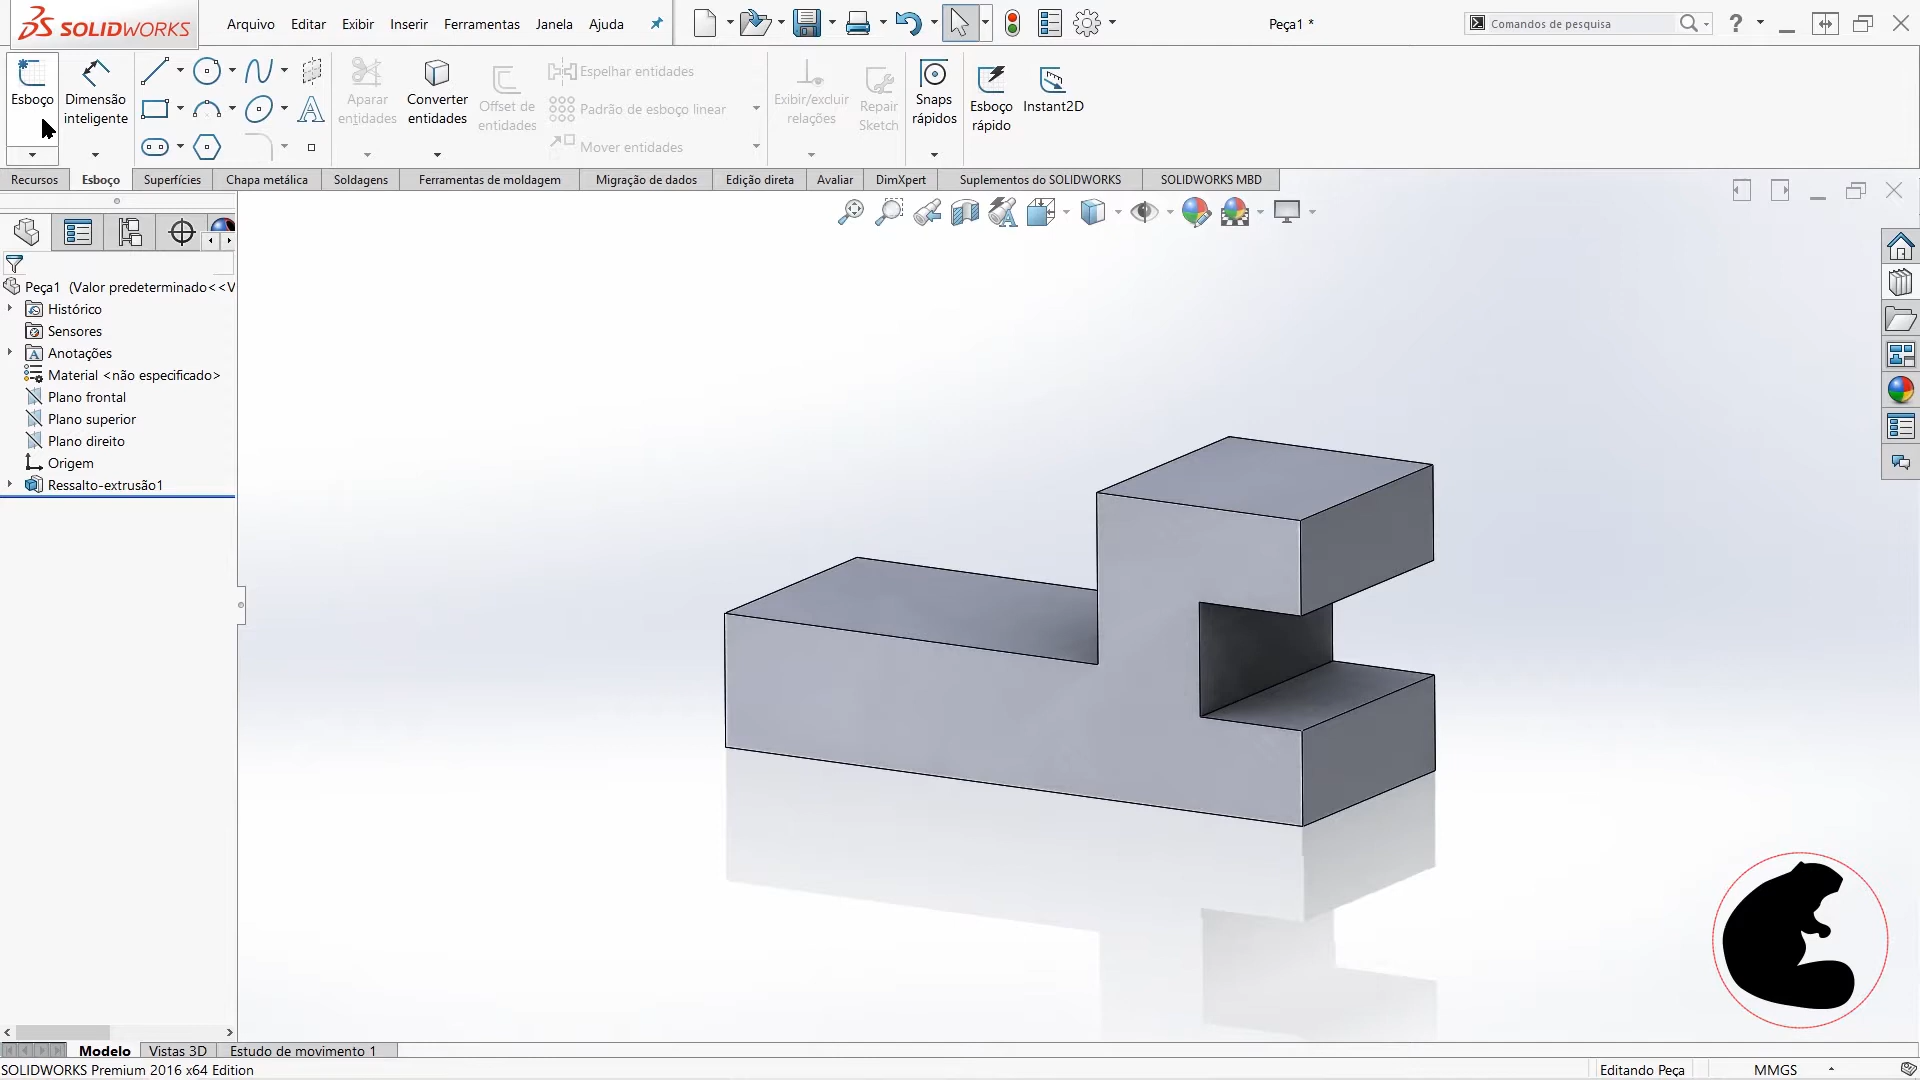 SOLIDWORKS
Arquivo Editar Exibir Inserir Ferramentas Janela Ajuda
Peça1 *
Comandos de pesquisa
?
Esboço
Dimensão inteligente
Aparar entidades
Converter entidades
Offset de entidades
Espelhar entidades
Padrão de esboço linear
Mover entidades
Exibir/excluir relações
Repair Sketch
Snaps rápidos
Esboço rápido
Instant2D
Recursos Esboço Superfícies Chapa metálica Soldagens Ferramentas de moldagem Migração de dados Edição direta Avaliar DimXpert Suplementos do SOLIDWORKS SOLIDWORKS MBD
Peça1 (Valor predeterminado<<V
Histórico
Sensores
Anotações
Material <não especificado>
Plano frontal
Plano superior
Plano direito
Origem
Ressalto-extrusão1
Modelo Vistas 3D Estudo de movimento 1
SOLIDWORKS Premium 2016 x64 Edition
Editando Peça
MMGS